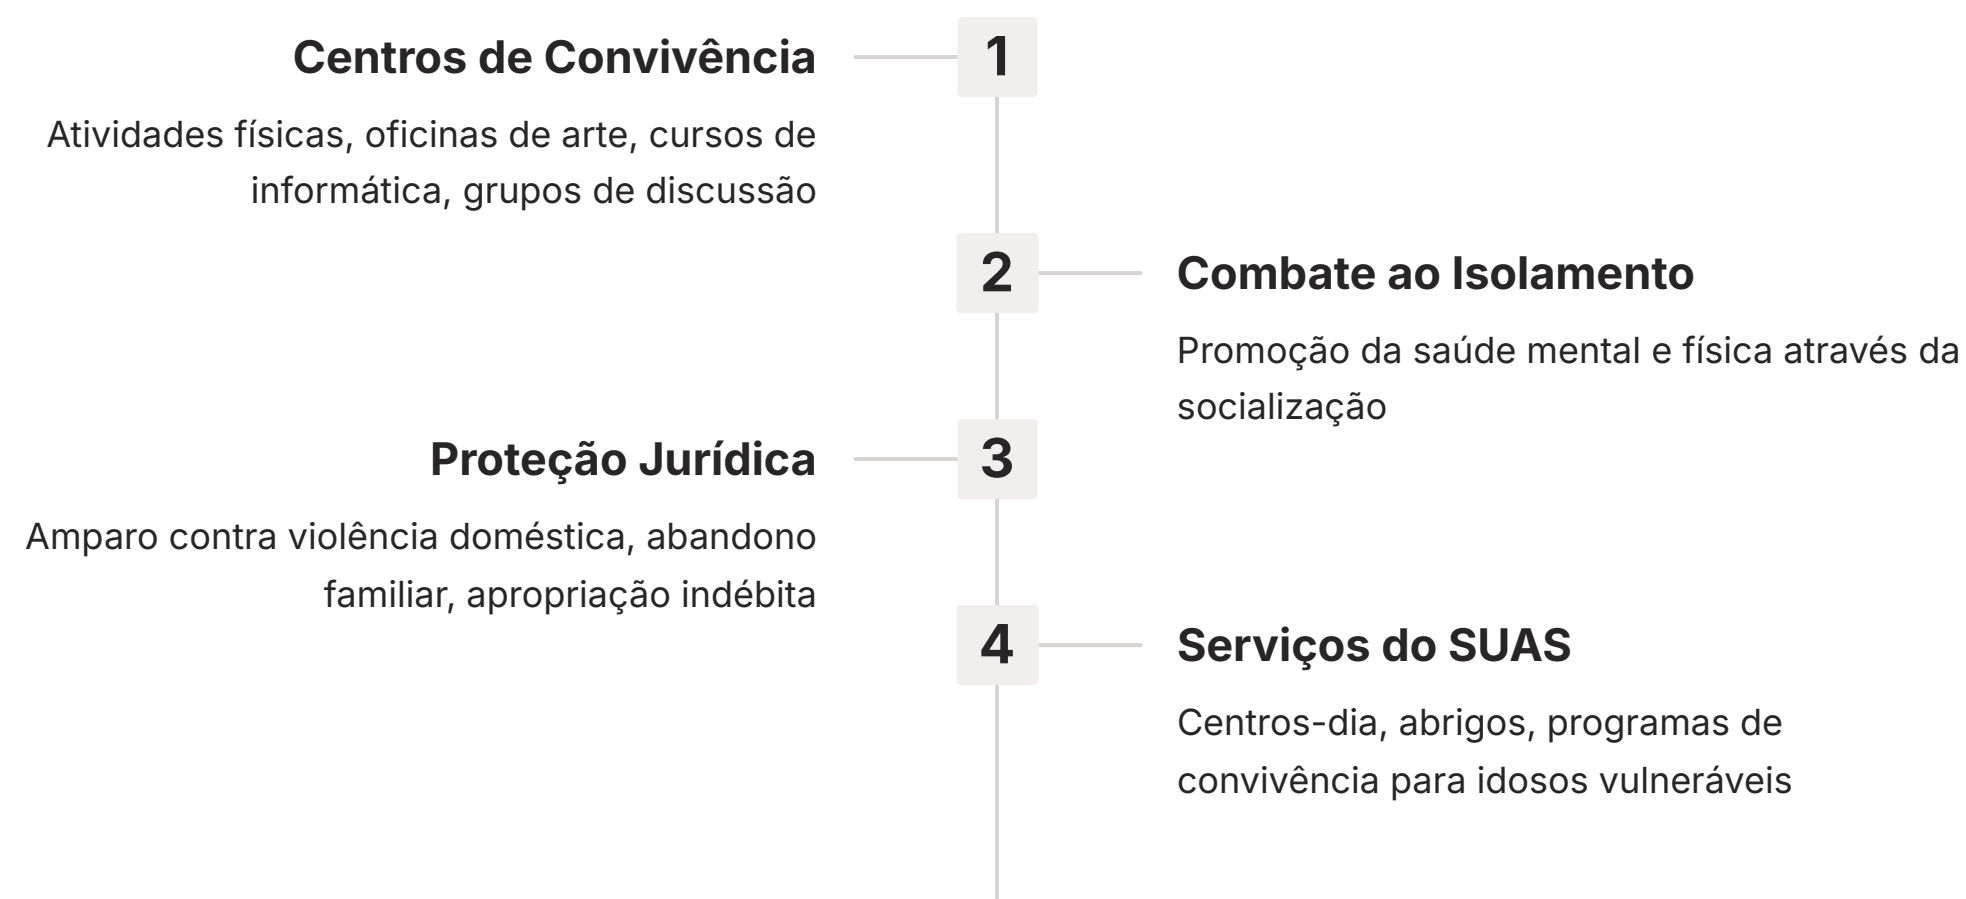 1
Centros de Convivência
Atividades físicas, oficinas de arte, cursos de
informática, grupos de discussão
2
Combate ao Isolamento
Promoção da saúde mental e física através da
socialização
3
Proteção Jurídica
Amparo contra violência doméstica, abandono
familiar, apropriação indébita
4
Serviços do SUAS
Centros-dia, abrigos, programas de
convivência para idosos vulneráveis